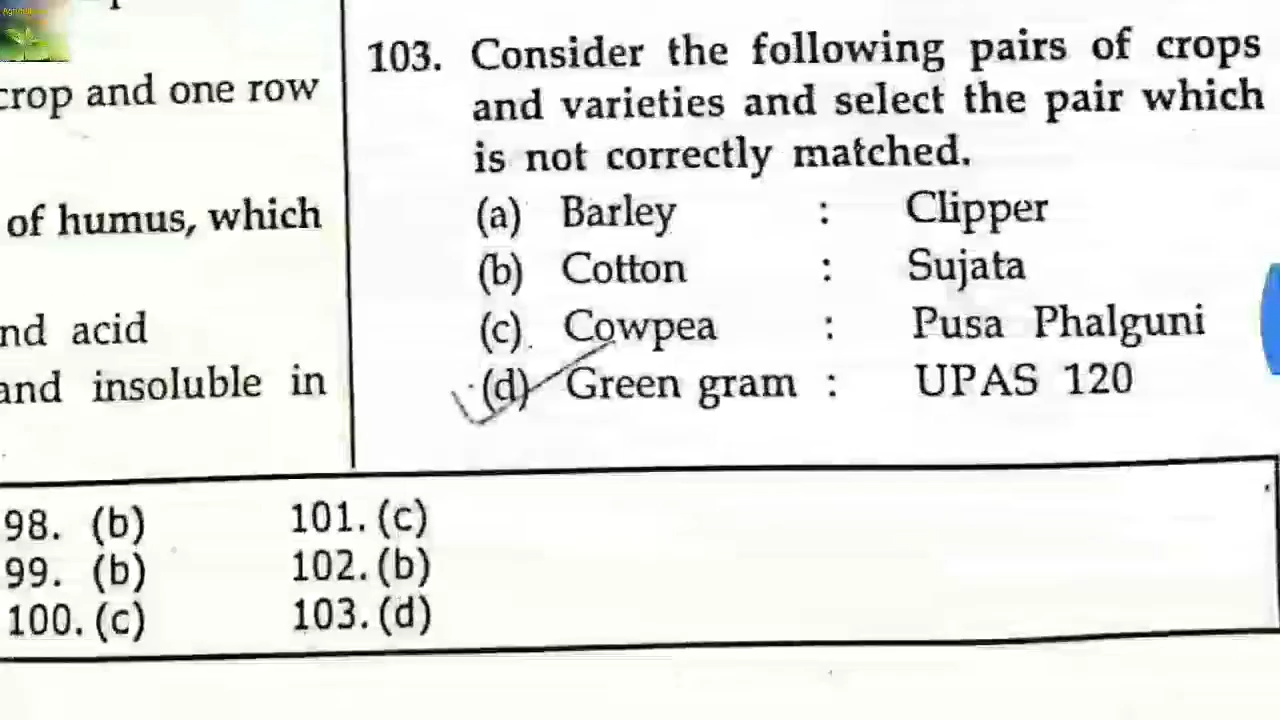 crop and one row
of humus, which
nd acid
and insoluble in
103. Consider the following pairs of crops
and varieties and select the pair which
is not correctly matched.
(a) Barley : Clipper
(b) Cotton : Sujata
(c) Cowpea : Pusa Phalguni
(d) Green gram : UPAS 120
98. (b) 101. (c)
99. (b) 102. (b)
100. (c) 103. (d)